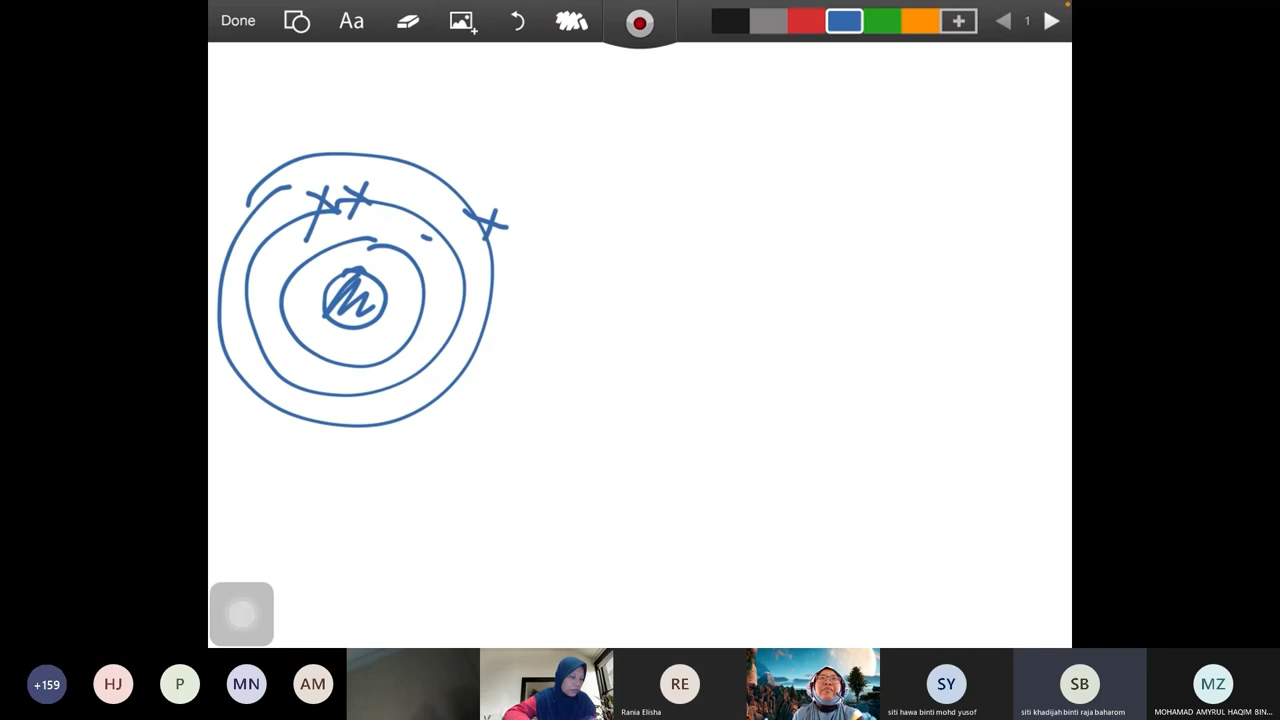 Done
Aa
1
+159
HJ
P
MN
AM
RE
Rania Elisha
SY
siti hawa binti mohd yusof
SB
siti khadijah binti raja baharom
MZ
MOHAMAD AMYRUL HAQIM BIN...